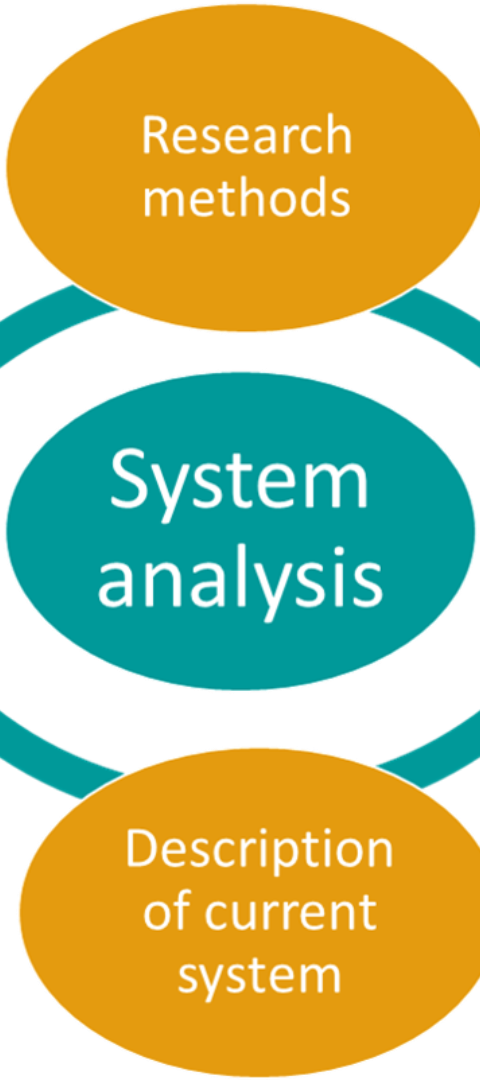 Research
methods
System
analysis
Description
of current
system